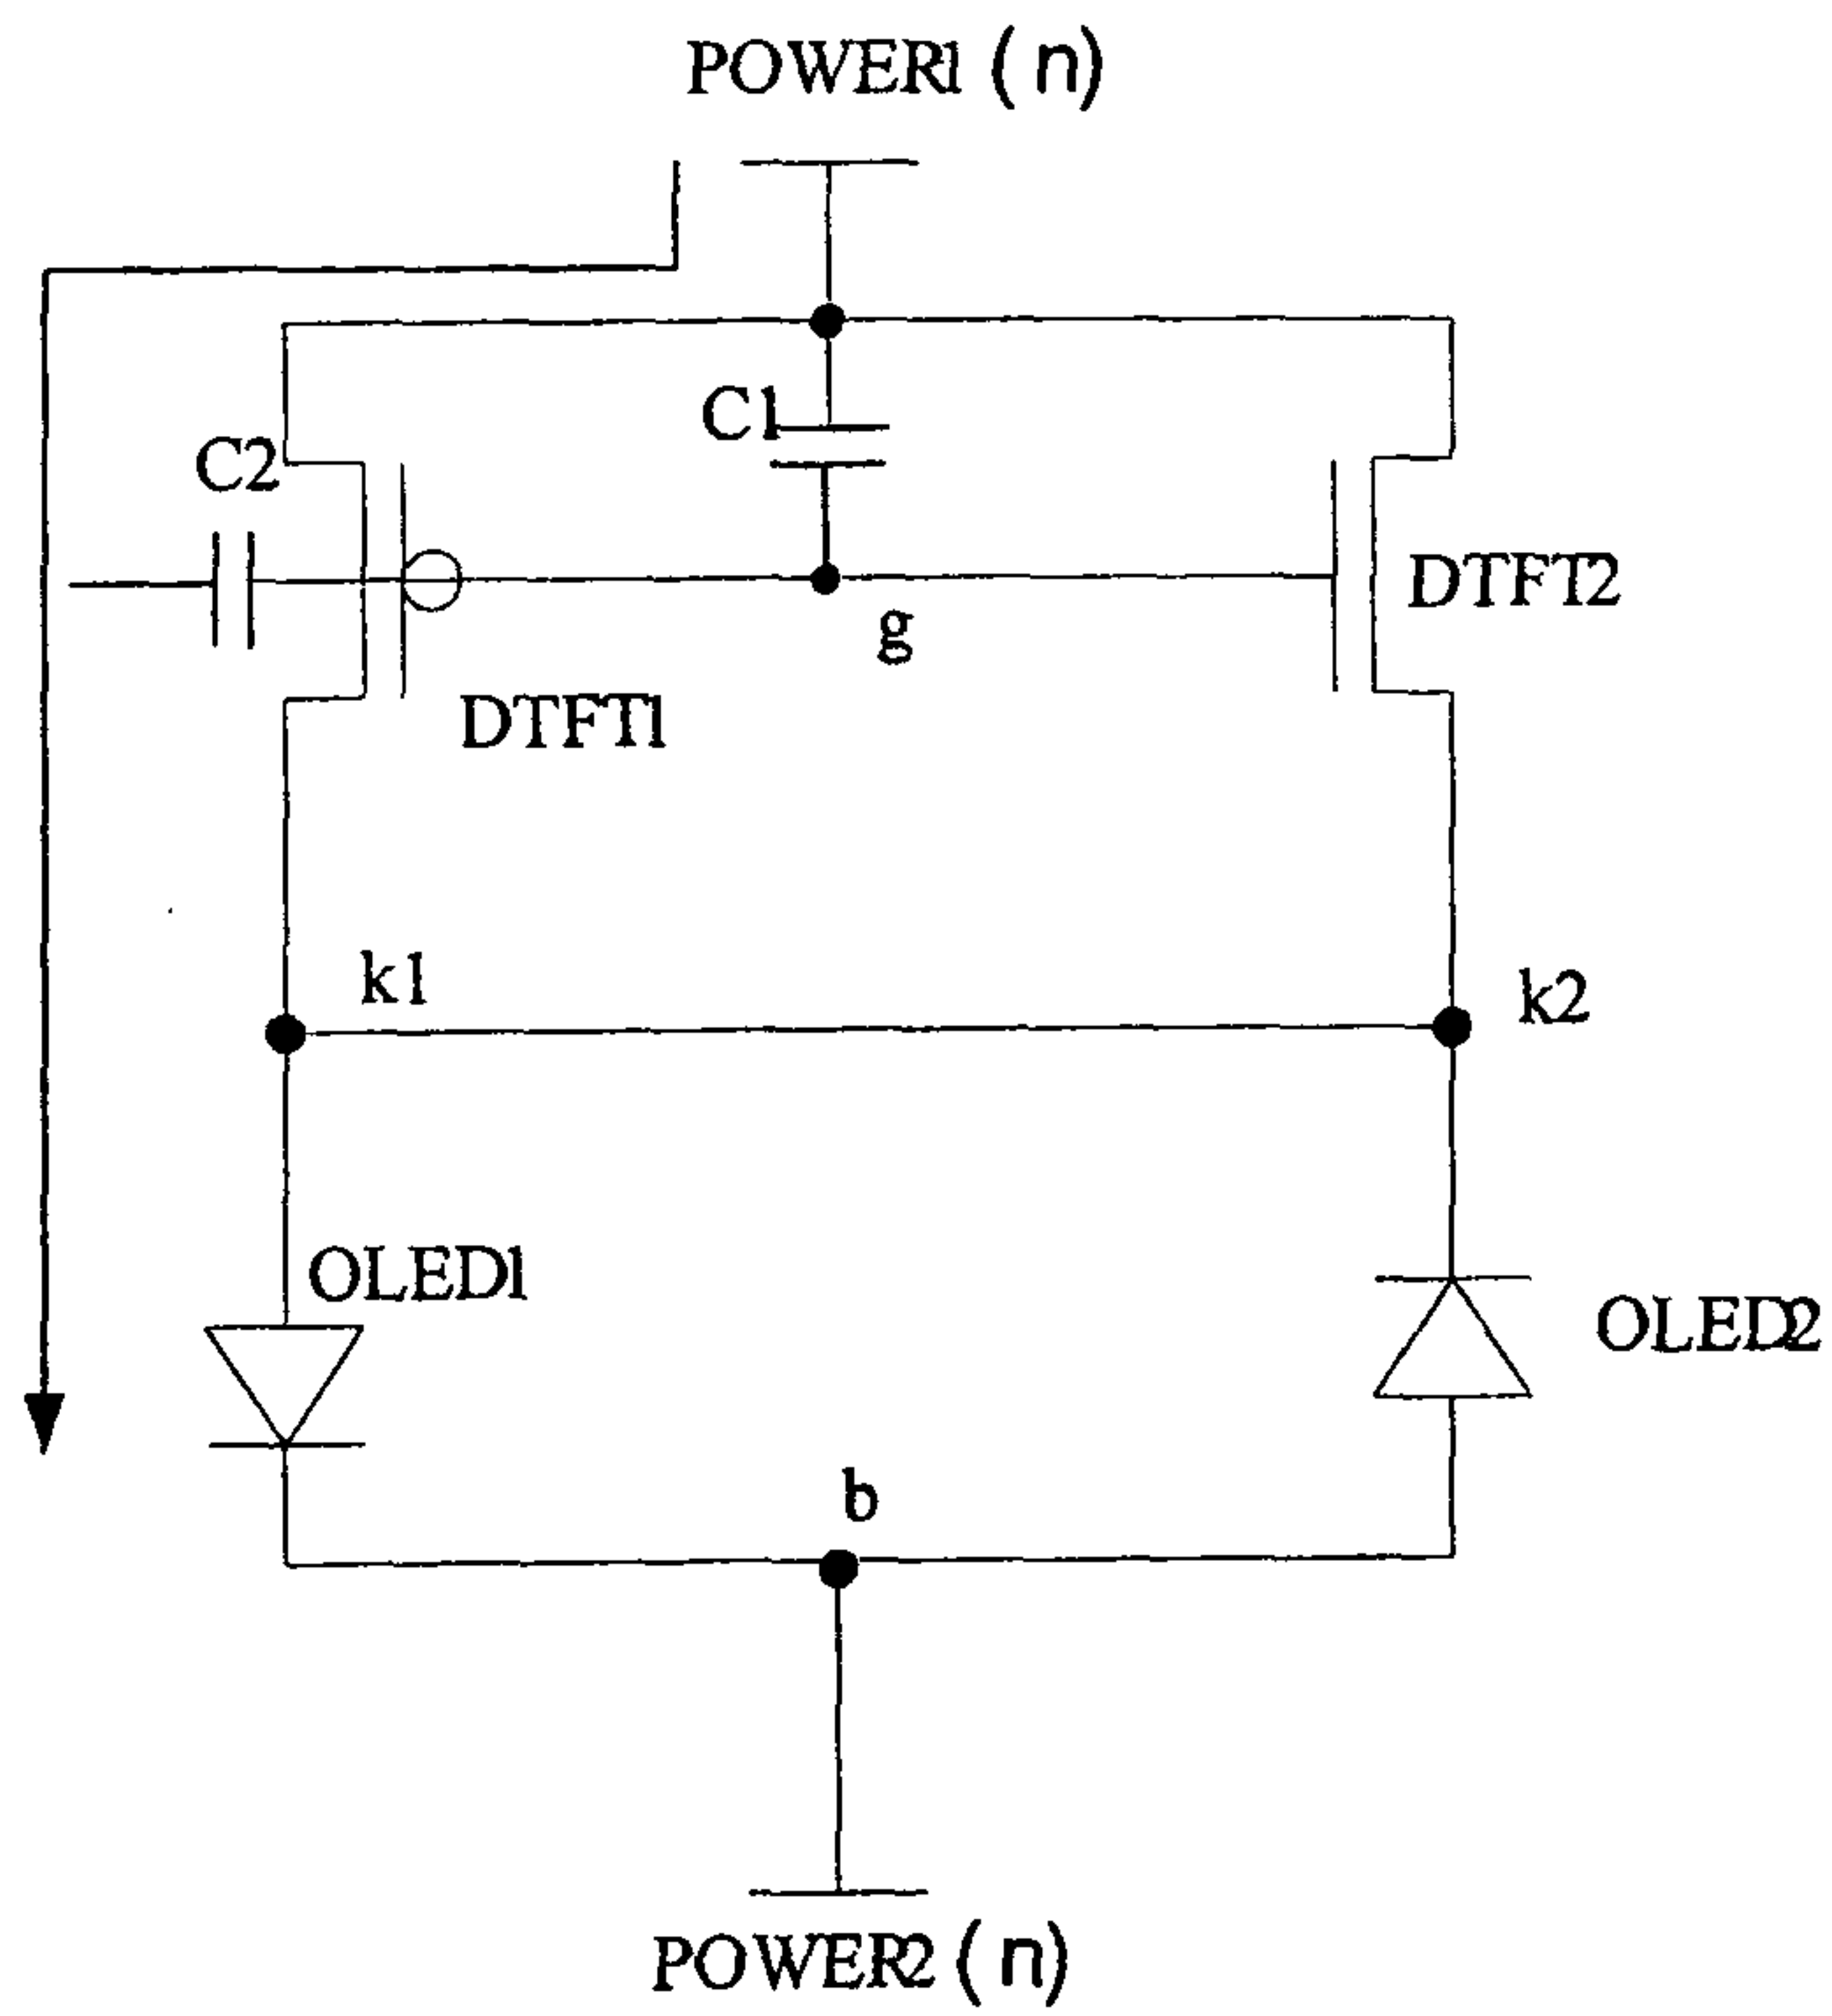 POWER1 (n)
C1
C2
DTFT2
g
DTFT1
k1
k2
OLED1
OLED2
b
POWER2 (n)